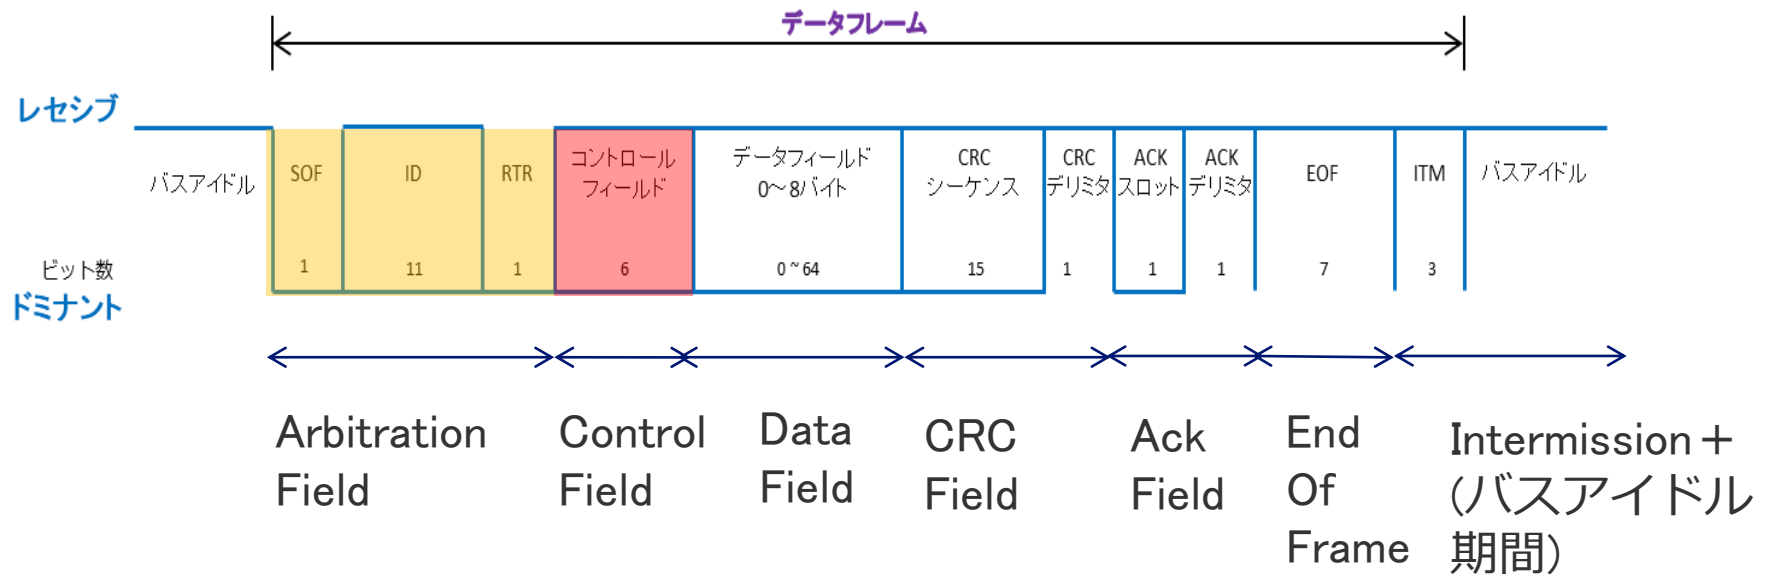 データフレーム
レセシブ
バスアイドル
SOF
ID
RTR
コントロール
フィールド
データフィールド
0～8バイト
CRC
シーケンス
CRC
デリミタ
ACK
スロット
ACK
デリミタ
EOF
ITM
バスアイドル
ビット数
1
11
1
6
0 ~ 64
15
1
1
1
7
3
ドミナント
Arbitration
Field
Control
Field
Data
Field
CRC
Field
Ack
Field
End
Of
Frame
Intermission＋
(バスアイドル
期間)